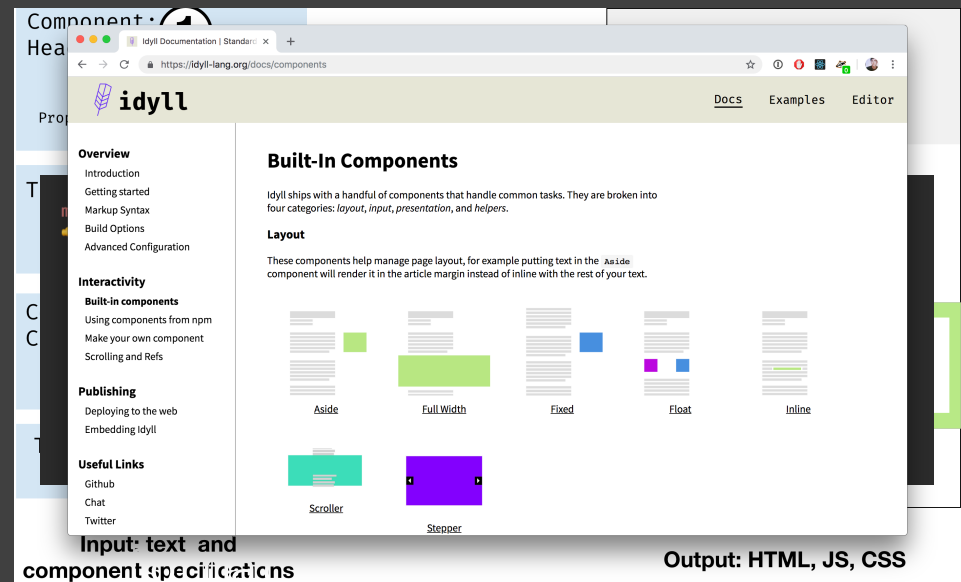 Component:
1
Idyll Documentation | Standard
https://idyll-lang.org/docs/components
idyll
Docs
Examples
Editor
Overview
Introduction
Getting started
Markup Syntax
Build Options
Advanced Configuration
Interactivity
Built-in components
Using components from npm
Make your own component
Scrolling and Refs
Publishing
Deploying to the web
Embedding Idyll
Useful Links
Github
Chat
Twitter
Built-In Components
Idyll ships with a handful of components that handle common tasks. They are broken into
four categories: layout, input, presentation, and helpers.
Layout
These components help manage page layout, for example putting text in the Aside
component will render it in the article margin instead of inline with the rest of your text.
Aside
Full Width
Fixed
Float
Inline
Scroller
Stepper
Input: text and
component specifications
Output: HTML, JS, CSS